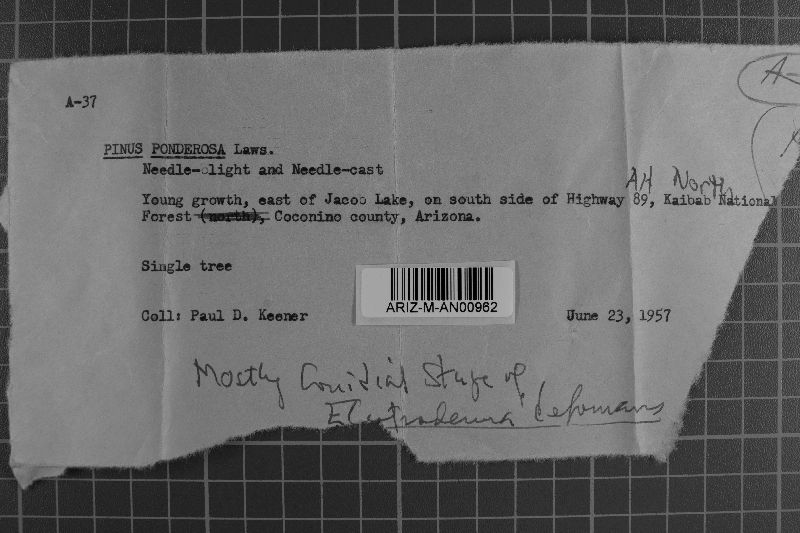 A-
A-37
PINUS PONDEROSA Laws.
Needle-blight and Needle-cast
All North
Young growth, east of Jacob Lake, on south side of Highway 89, Kaibab National
Forest (north), Coconino county, Arizona.
Single tree
ARIZ-M-AN00962
Coll: Paul D. Keener June 23, 1957
Mostly Conidial Stage of
Elytroderma deformans